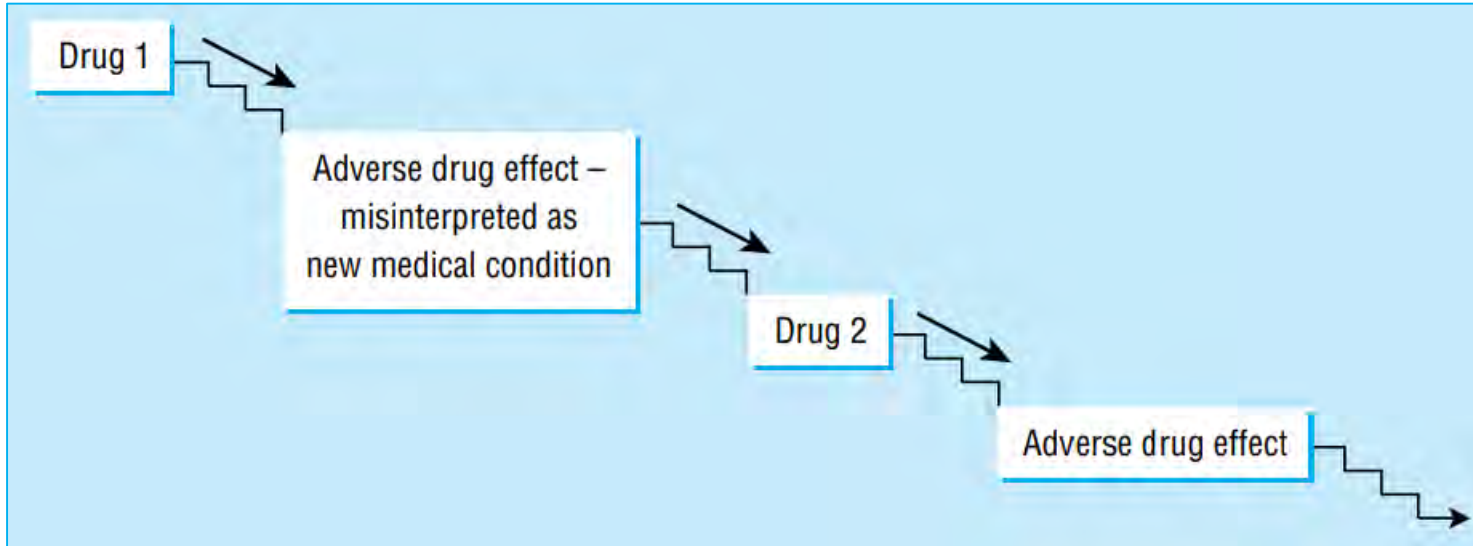 Drug 1
Adverse drug effect –
misinterpreted as
new medical condition
Drug 2
Adverse drug effect